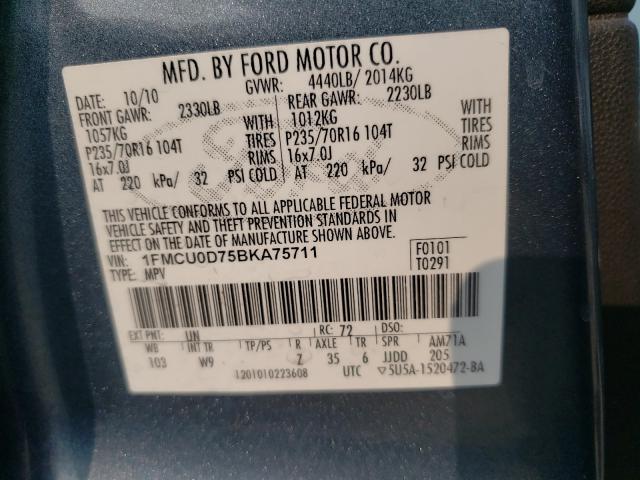 MFD. BY FORD MOTOR CO.
DATE: 10/10 GVWR: 4440LB/ 2014KG
FRONT GAWR: 2330LB REAR GAWR: 2230LB
1057KG WITH 1012KG WITH
P235/70R16 104T TIRES P235/70R16 104T TIRES
16x7.0J RIMS 16x7.0J RIMS
AT 220 kPa/ 32 PSI COLD AT 220 kPa/ 32 PSI COLD
THIS VEHICLE CONFORMS TO ALL APPLICABLE FEDERAL MOTOR
VEHICLE SAFETY AND THEFT PREVENTION STANDARDS IN
EFFECT ON THE DATE OF MANUFACTURE SHOWN ABOVE.
VIN: 1FMCU0D75BKA75711 F0101
TYPE: MPV T0291
EXT PNT: UN RC: 72 DSO:
WB INT TR TP/PS R AXLE TR SPR AM71A
103 W9 Z 35 6 JJDD 205
1201010223608 UTC ▽5U5A-1520472-BA